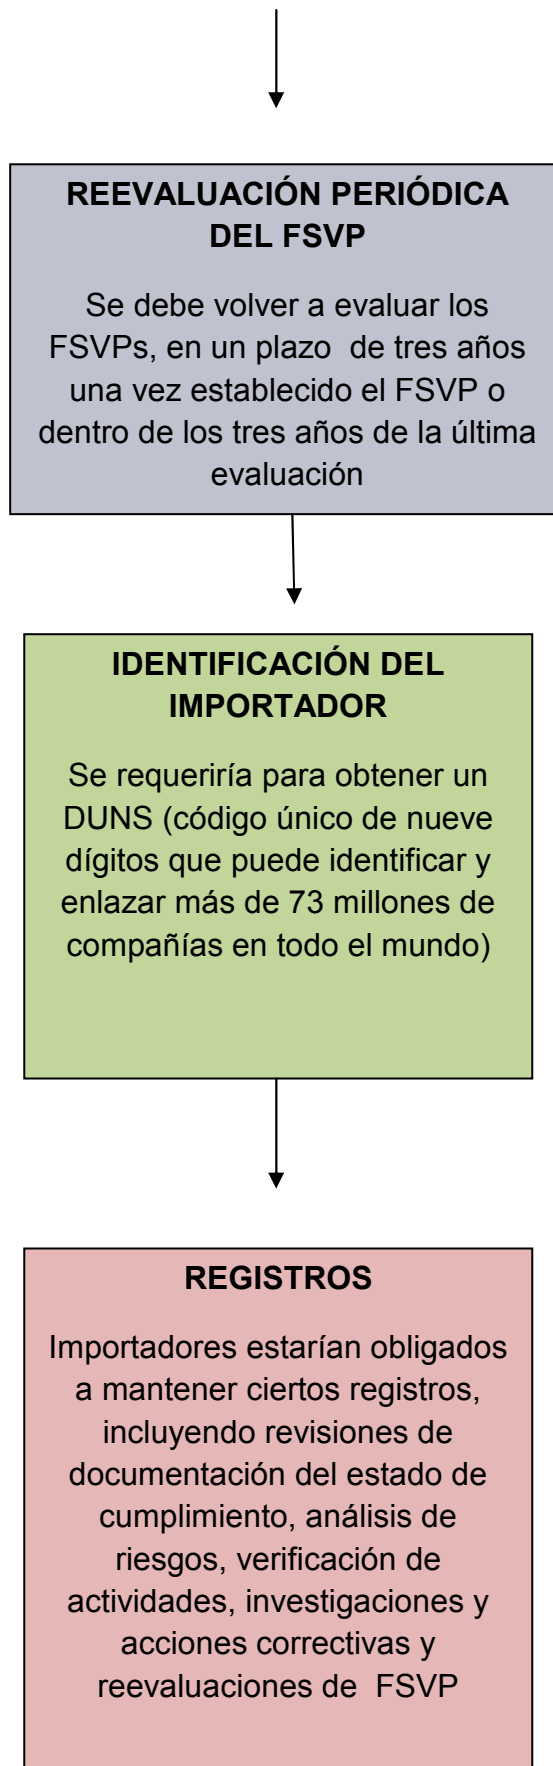 REEVALUACIÓN PERIÓDICA
DEL FSVP
Se debe volver a evaluar los
FSVPs, en un plazo  de tres años
una vez establecido el FSVP o
dentro de los tres años de la última
evaluación
IDENTIFICACIÓN DEL
IMPORTADOR
Se requeriría para obtener un
DUNS (código único de nueve
dígitos que puede identificar y
enlazar más de 73 millones de
compañías en todo el mundo)
REGISTROS
Importadores estarían obligados
a mantener ciertos registros,
incluyendo revisiones de
documentación del estado de
cumplimiento, análisis de
riesgos, verificación de
actividades, investigaciones y
acciones correctivas y
reevaluaciones de  FSVP